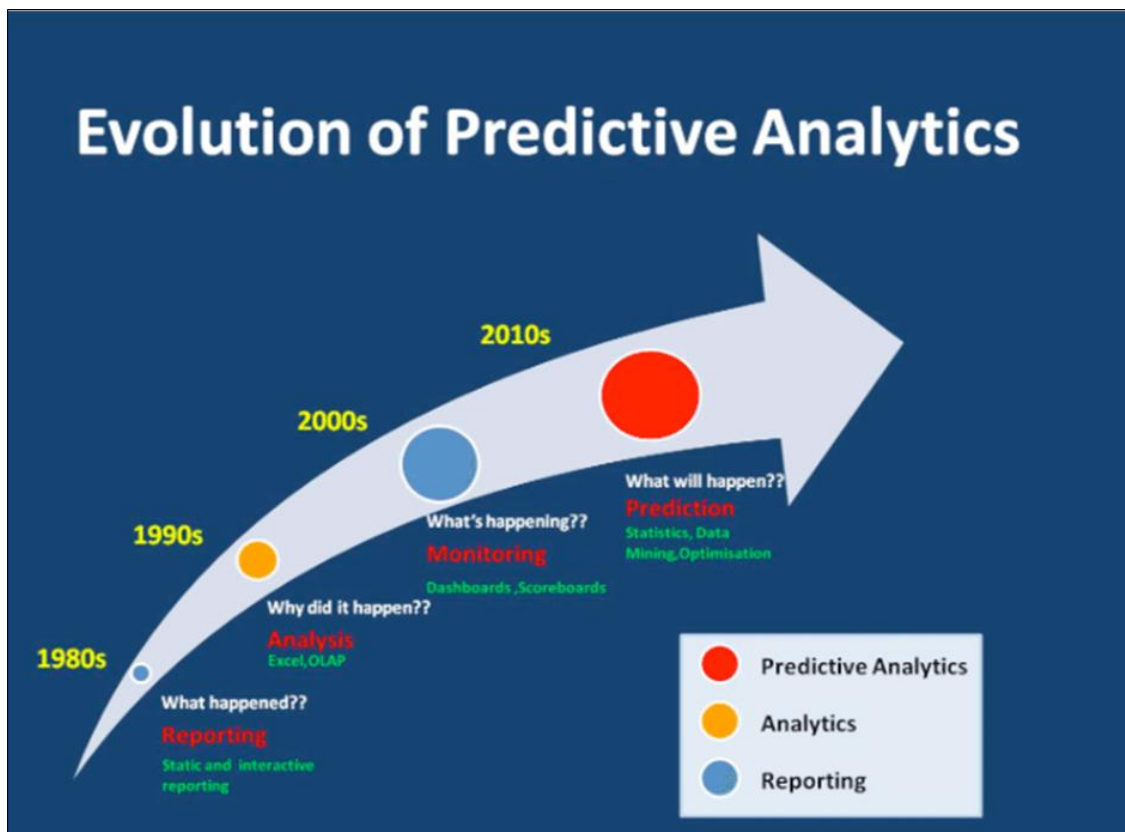 Evolution of Predictive Analytics
2010s
2000s
1990s
1980s
What will happen??
Prediction
Statistics, Data
Mining,Optimisation
What's happening??
Monitoring
Dashboards ,Scoreboards
Why did it happen??
Analysis
Excel,OLAP
What happened??
Reporting
Static and interactive
reporting
Predictive Analytics
Analytics
Reporting